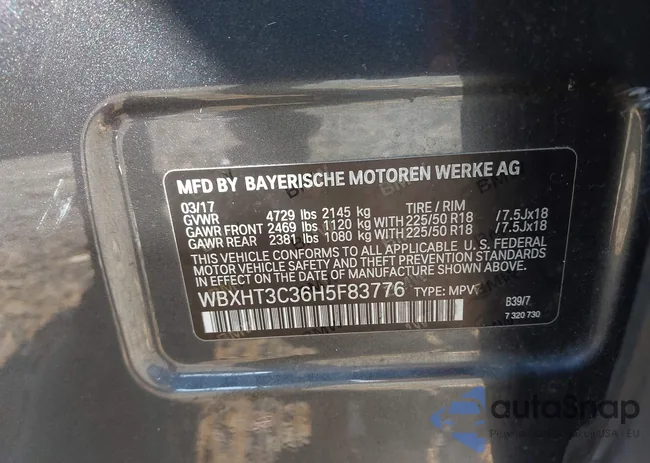 MFD BY BAYERISCHE MOTOREN WERKE AG
03/17 TIRE / RIM
GVWR 4729 lbs 2145 kg
GAWR FRONT 2469 lbs 1120 kg WITH 225/50 R18 /7.5Jx18
GAWR REAR 2381 lbs 1080 kg WITH 225/50 R18 /7.5Jx18
THIS VEHICLE CONFORMS TO ALL APPLICABLE U. S. FEDERAL
MOTOR VEHICLE SAFETY AND THEFT PREVENTION STANDARDS
IN EFFECT ON THE DATE OF MANUFACTURE SHOWN ABOVE.
WBXHT3C36H5F83776 TYPE: MPV
B39/7
7 320 730
autoSnap